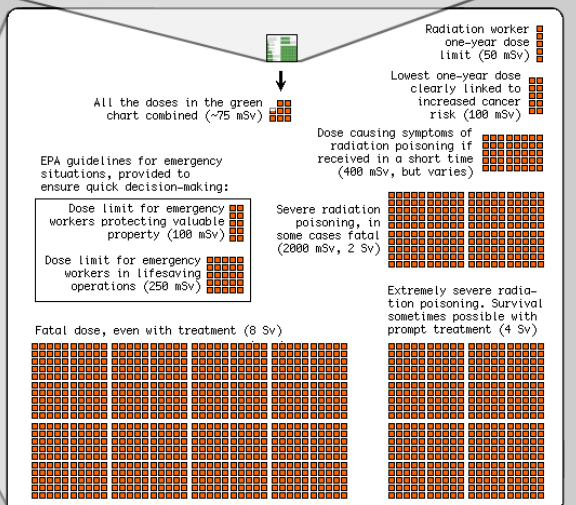 Radiation worker
one-year dose
limit (50 mSv)
Lowest one-year dose
clearly linked to
increased cancer
risk (100 mSv)
All the doses in the green
chart combined (~75 mSv)
Dose causing symptoms of
radiation poisoning if
received in a short time
(400 mSv, but varies)
EPA guidelines for emergency
situations, provided to
ensure quick decision-making:
Dose limit for emergency
workers protecting valuable
property (100 mSv)
Dose limit for emergency
workers in lifesaving
operations (250 mSv)
Severe radiation
poisoning, in
some cases fatal
(2000 mSv, 2 Sv)
Extremely severe radia-
tion poisoning. Survival
sometimes possible with
prompt treatment (4 Sv)
Fatal dose, even with treatment (8 Sv)